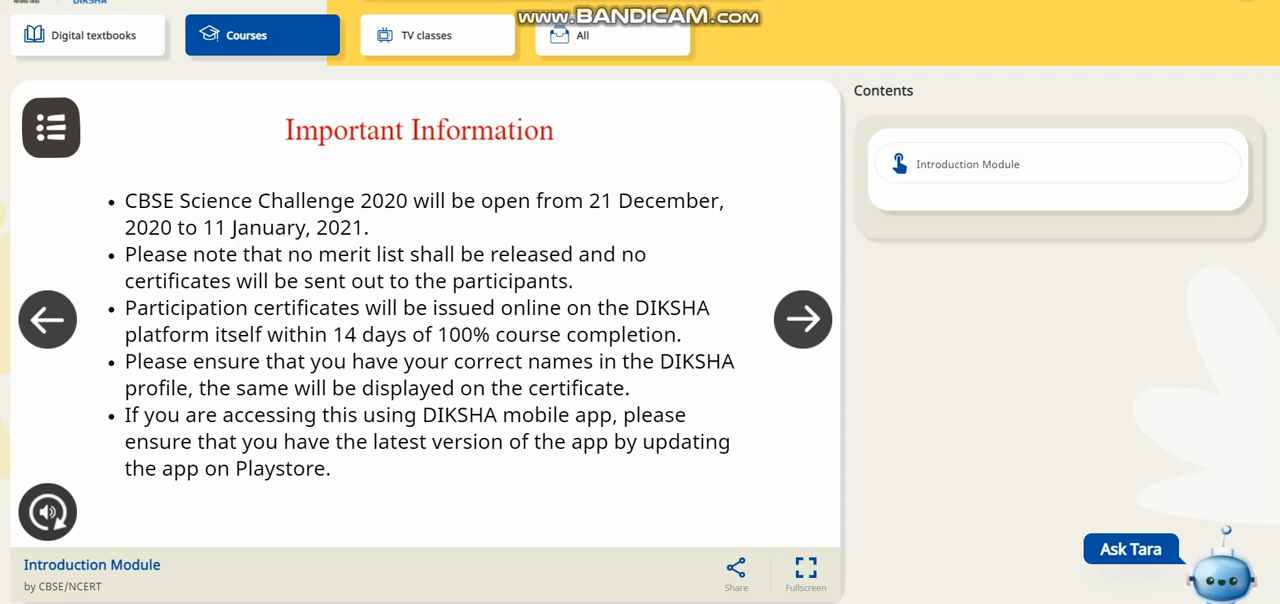 DIKSHA
www.BANDICAM.com
Digital textbooks
Courses
TV classes
All
Contents
Important Information
Introduction Module
• CBSE Science Challenge 2020 will be open from 21 December,
2020 to 11 January, 2021.
• Please note that no merit list shall be released and no
certificates will be sent out to the participants.
• Participation certificates will be issued online on the DIKSHA
platform itself within 14 days of 100% course completion.
• Please ensure that you have your correct names in the DIKSHA
profile, the same will be displayed on the certificate.
• If you are accessing this using DIKSHA mobile app, please
ensure that you have the latest version of the app by updating
the app on Playstore.
Ask Tara
Introduction Module
by CBSE/NCERT
Share
Fullscreen